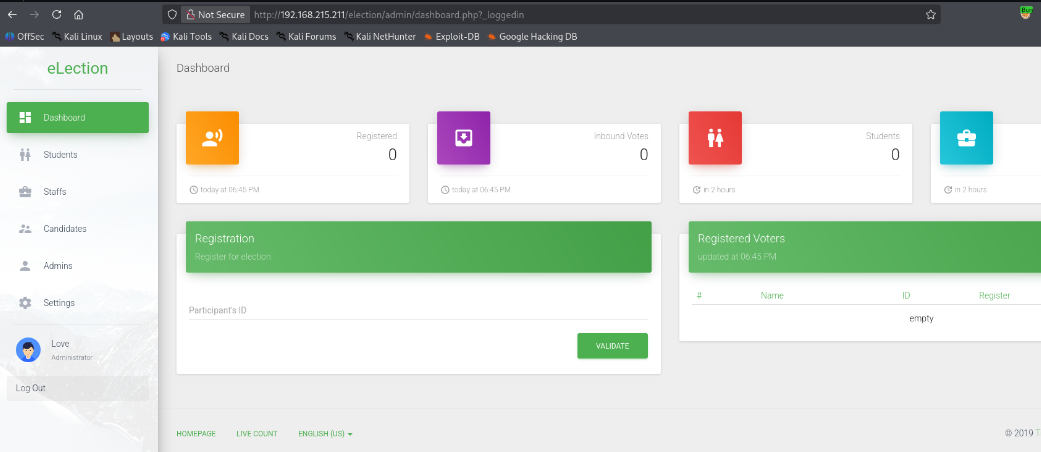 Not Secure http://192.168.215.211/election/admin/dashboard.php?_loggedin
OffSec Kali Linux Layouts Kali Tools Kali Docs Kali Forums Kali NetHunter Exploit-DB Google Hacking DB
eLection
Dashboard
Dashboard
Students
Staffs
Candidates
Admins
Settings
Love
Administrator
Log Out
Registered
0
today at 06:45 PM
Inbound Votes
0
today at 06:45 PM
Students
0
in 2 hours
in 2 hours
Registration
Register for election
Participant's ID
VALIDATE
Registered Voters
updated at 06:45 PM
# Name ID Register
empty
HOMEPAGE LIVE COUNT ENGLISH (US)
© 2019 T